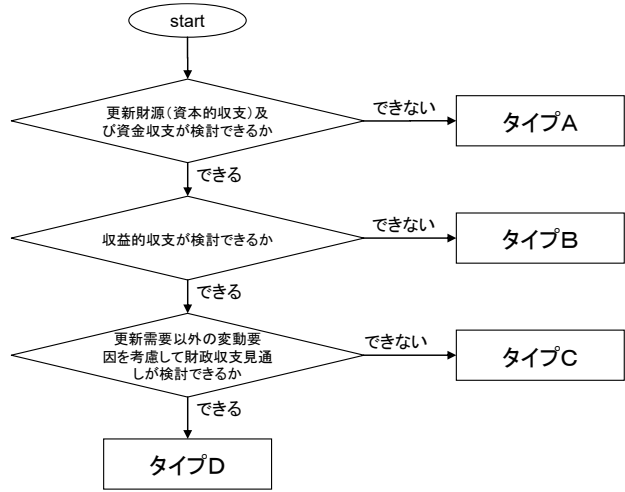 start
更新財源（資本的収支）及
び資金収支が検討できるか
できない
タイプA
できる
収益的収支が検討できるか
できない
タイプB
できる
更新需要以外の変動要
因を考慮して財政収支見通
しが検討できるか
できない
タイプC
できる
タイプD